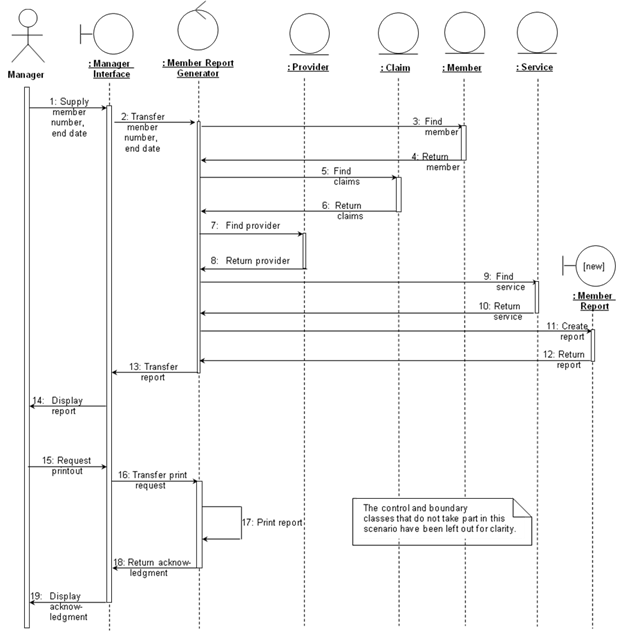 Manager
: Manager
Interface
: Member Report
Generator
: Provider
: Claim
: Member
: Service
1: Supply
member
number,
end date
2: Transfer
member
number,
end date
3: Find
member
4: Return
member
5: Find
claims
6: Return
claims
7: Find provider
8: Return provider
9: Find
service
[new]
: Member
Report
10: Return
service
11: Create
report
12: Return
report
13: Transfer
report
14: Display
report
15: Request
printout
16: Transfer print
request
17: Print report
The control and boundary
classes that do not take part in this
scenario have been left out for clarity.
18: Return acknow-
ledgment
19: Display
acknow-
ledgment